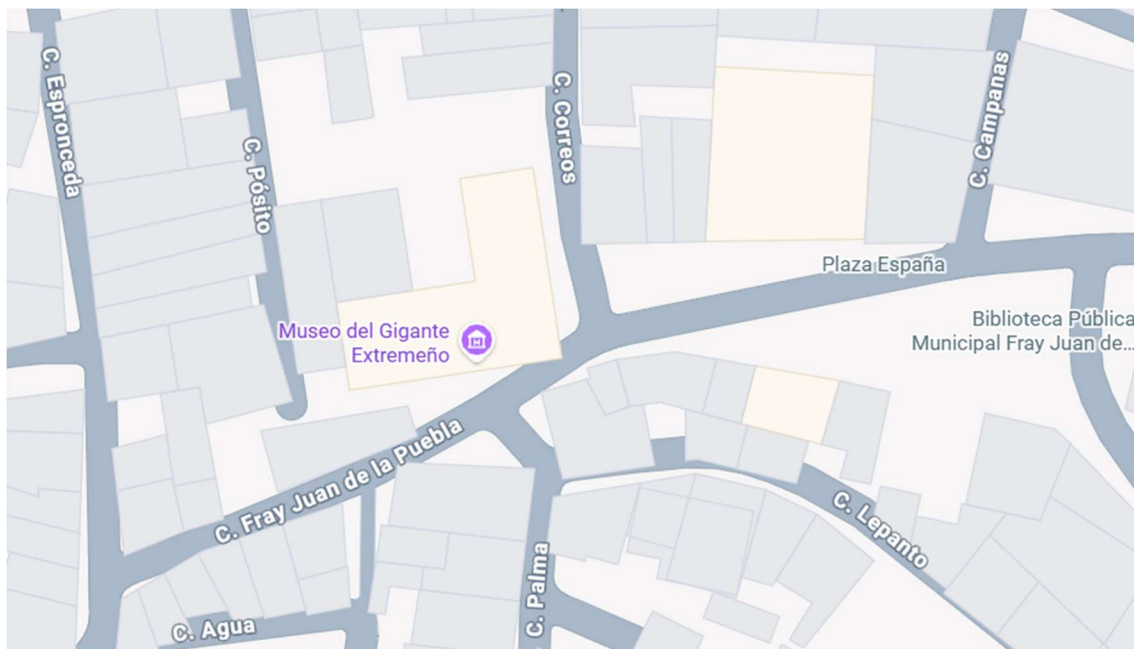 C. Espronceda
C. Pósito
C. Correos
C. Campanas
Plaza España
Museo del Gigante
Extremeño
Biblioteca Pública
Municipal Fray Juan de...
C. Fray Juan de la Puebla
C. Lepanto
C. Palma
C. Agua